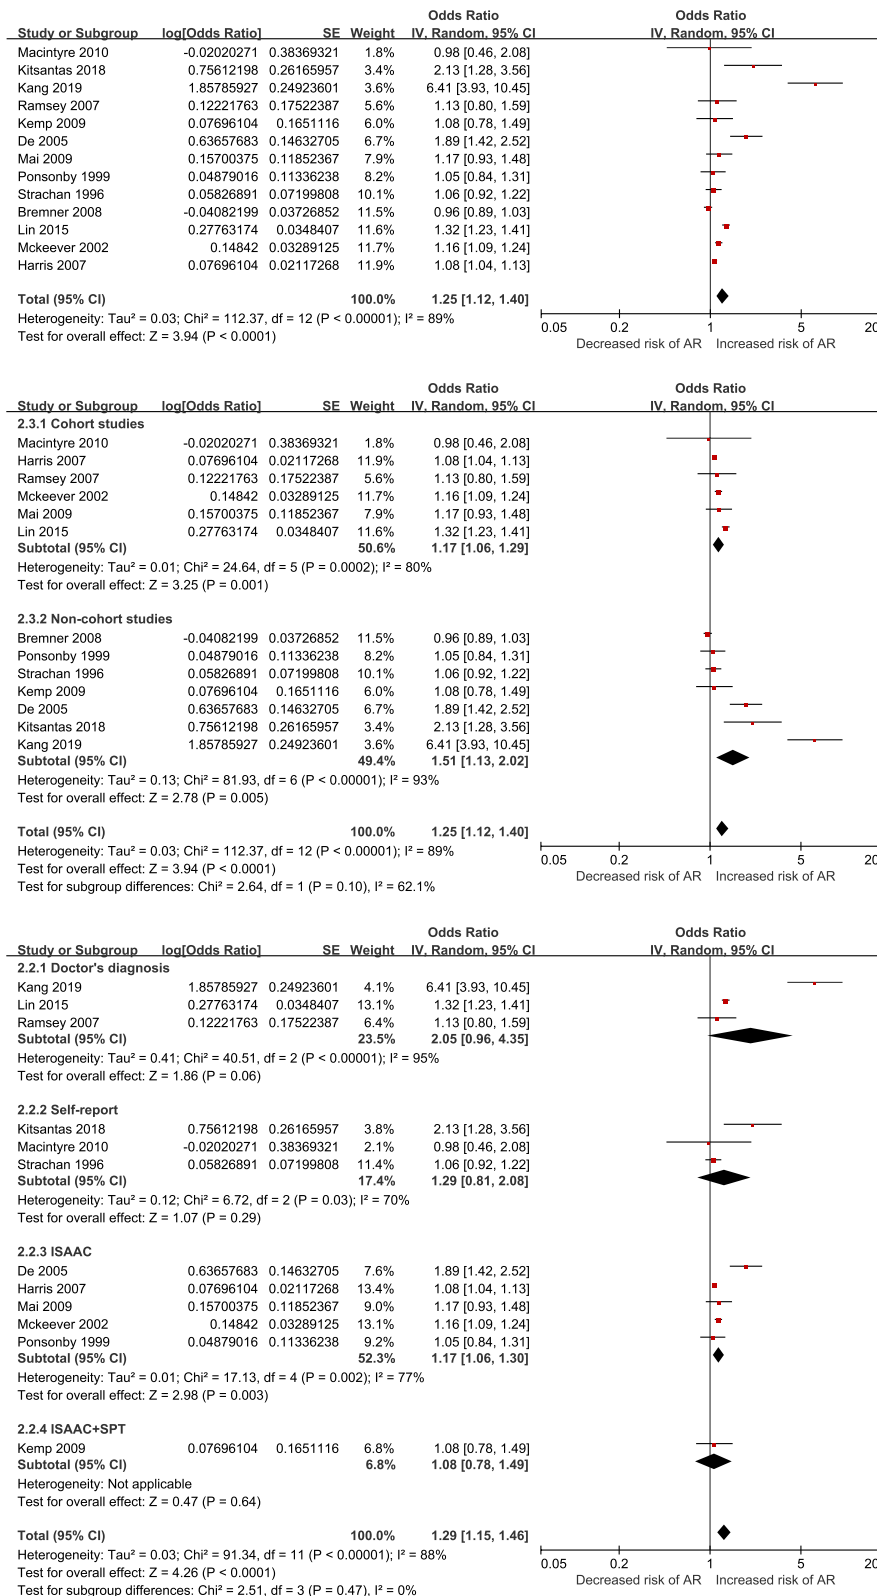 Odds Ratio Odds Ratio
Study or Subgroup log[Odds Ratio] SE Weight IV, Random, 95% CI IV, Random, 95% CI
Macintyre 2010 -0.02020271 0.38369321 1.8% 0.98 [0.46, 2.08]
Kitsantas 2018 0.75612198 0.26165957 3.4% 2.13 [1.28, 3.56]
Kang 2019 1.85785927 0.24923601 3.6% 6.41 [3.93, 10.45]
Ramsey 2007 0.12221763 0.17522387 5.6% 1.13 [0.80, 1.59]
Kemp 2009 0.07696104 0.1651116 6.0% 1.08 [0.78, 1.49]
De 2005 0.63657683 0.14632705 6.7% 1.89 [1.42, 2.52]
Mai 2009 0.15700375 0.11852367 7.9% 1.17 [0.93, 1.48]
Ponsonby 1999 0.04879016 0.11336238 8.2% 1.05 [0.84, 1.31]
Strachan 1996 0.05826891 0.07199808 10.1% 1.06 [0.92, 1.22]
Bremner 2008 -0.04082199 0.03726852 11.5% 0.96 [0.89, 1.03]
Lin 2015 0.27763174 0.0348407 11.6% 1.32 [1.23, 1.41]
Mckeever 2002 0.14842 0.03289125 11.7% 1.16 [1.09, 1.24]
Harris 2007 0.07696104 0.02117268 11.9% 1.08 [1.04, 1.13]
Total (95% CI) 100.0% 1.25 [1.12, 1.40]
Heterogeneity: Tau² = 0.03; Chi² = 112.37, df = 12 (P < 0.00001); I² = 89%
Test for overall effect: Z = 3.94 (P < 0.0001)
0.05 0.2 1 5 20
Decreased risk of AR Increased risk of AR
Odds Ratio Odds Ratio
Study or Subgroup log[Odds Ratio] SE Weight IV, Random, 95% CI IV, Random, 95% CI
2.3.1 Cohort studies
Macintyre 2010 -0.02020271 0.38369321 1.8% 0.98 [0.46, 2.08]
Harris 2007 0.07696104 0.02117268 11.9% 1.08 [1.04, 1.13]
Ramsey 2007 0.12221763 0.17522387 5.6% 1.13 [0.80, 1.59]
Mckeever 2002 0.14842 0.03289125 11.7% 1.16 [1.09, 1.24]
Mai 2009 0.15700375 0.11852367 7.9% 1.17 [0.93, 1.48]
Lin 2015 0.27763174 0.0348407 11.6% 1.32 [1.23, 1.41]
Subtotal (95% CI) 50.6% 1.17 [1.06, 1.29]
Heterogeneity: Tau² = 0.01; Chi² = 24.64, df = 5 (P = 0.0002); I² = 80%
Test for overall effect: Z = 3.25 (P = 0.001)
2.3.2 Non-cohort studies
Bremner 2008 -0.04082199 0.03726852 11.5% 0.96 [0.89, 1.03]
Ponsonby 1999 0.04879016 0.11336238 8.2% 1.05 [0.84, 1.31]
Strachan 1996 0.05826891 0.07199808 10.1% 1.06 [0.92, 1.22]
Kemp 2009 0.07696104 0.1651116 6.0% 1.08 [0.78, 1.49]
De 2005 0.63657683 0.14632705 6.7% 1.89 [1.42, 2.52]
Kitsantas 2018 0.75612198 0.26165957 3.4% 2.13 [1.28, 3.56]
Kang 2019 1.85785927 0.24923601 3.6% 6.41 [3.93, 10.45]
Subtotal (95% CI) 49.4% 1.51 [1.13, 2.02]
Heterogeneity: Tau² = 0.13; Chi² = 81.93, df = 6 (P < 0.00001); I² = 93%
Test for overall effect: Z = 2.78 (P = 0.005)
Total (95% CI) 100.0% 1.25 [1.12, 1.40]
Heterogeneity: Tau² = 0.03; Chi² = 112.37, df = 12 (P < 0.00001); I² = 89%
Test for overall effect: Z = 3.94 (P < 0.0001)
Test for subgroup differences: Chi² = 2.64, df = 1 (P = 0.10), I² = 62.1%
0.05 0.2 1 5 20
Decreased risk of AR Increased risk of AR
Odds Ratio Odds Ratio
Study or Subgroup log[Odds Ratio] SE Weight IV, Random, 95% CI IV, Random, 95% CI
2.2.1 Doctor's diagnosis
Kang 2019 1.85785927 0.24923601 4.1% 6.41 [3.93, 10.45]
Lin 2015 0.27763174 0.0348407 13.1% 1.32 [1.23, 1.41]
Ramsey 2007 0.12221763 0.17522387 6.4% 1.13 [0.80, 1.59]
Subtotal (95% CI) 23.5% 2.05 [0.96, 4.35]
Heterogeneity: Tau² = 0.41; Chi² = 40.51, df = 2 (P < 0.00001); I² = 95%
Test for overall effect: Z = 1.86 (P = 0.06)
2.2.2 Self-report
Kitsantas 2018 0.75612198 0.26165957 3.8% 2.13 [1.28, 3.56]
Macintyre 2010 -0.02020271 0.38369321 2.1% 0.98 [0.46, 2.08]
Strachan 1996 0.05826891 0.07199808 11.4% 1.06 [0.92, 1.22]
Subtotal (95% CI) 17.4% 1.29 [0.81, 2.08]
Heterogeneity: Tau² = 0.12; Chi² = 6.72, df = 2 (P = 0.03); I² = 70%
Test for overall effect: Z = 1.07 (P = 0.29)
2.2.3 ISAAC
De 2005 0.63657683 0.14632705 7.6% 1.89 [1.42, 2.52]
Harris 2007 0.07696104 0.02117268 13.4% 1.08 [1.04, 1.13]
Mai 2009 0.15700375 0.11852367 9.0% 1.17 [0.93, 1.48]
Mckeever 2002 0.14842 0.03289125 13.1% 1.16 [1.09, 1.24]
Ponsonby 1999 0.04879016 0.11336238 9.2% 1.05 [0.84, 1.31]
Subtotal (95% CI) 52.3% 1.17 [1.06, 1.30]
Heterogeneity: Tau² = 0.01; Chi² = 17.13, df = 4 (P = 0.002); I² = 77%
Test for overall effect: Z = 2.98 (P = 0.003)
2.2.4 ISAAC+SPT
Kemp 2009 0.07696104 0.1651116 6.8% 1.08 [0.78, 1.49]
Subtotal (95% CI) 6.8% 1.08 [0.78, 1.49]
Heterogeneity: Not applicable
Test for overall effect: Z = 0.47 (P = 0.64)
Total (95% CI) 100.0% 1.29 [1.15, 1.46]
Heterogeneity: Tau² = 0.03; Chi² = 91.34, df = 11 (P < 0.00001); I² = 88%
Test for overall effect: Z = 4.26 (P < 0.0001)
Test for subgroup differences: Chi² = 2.51, df = 3 (P = 0.47), I² = 0%
0.05 0.2 1 5 20
Decreased risk of AR Increased risk of AR